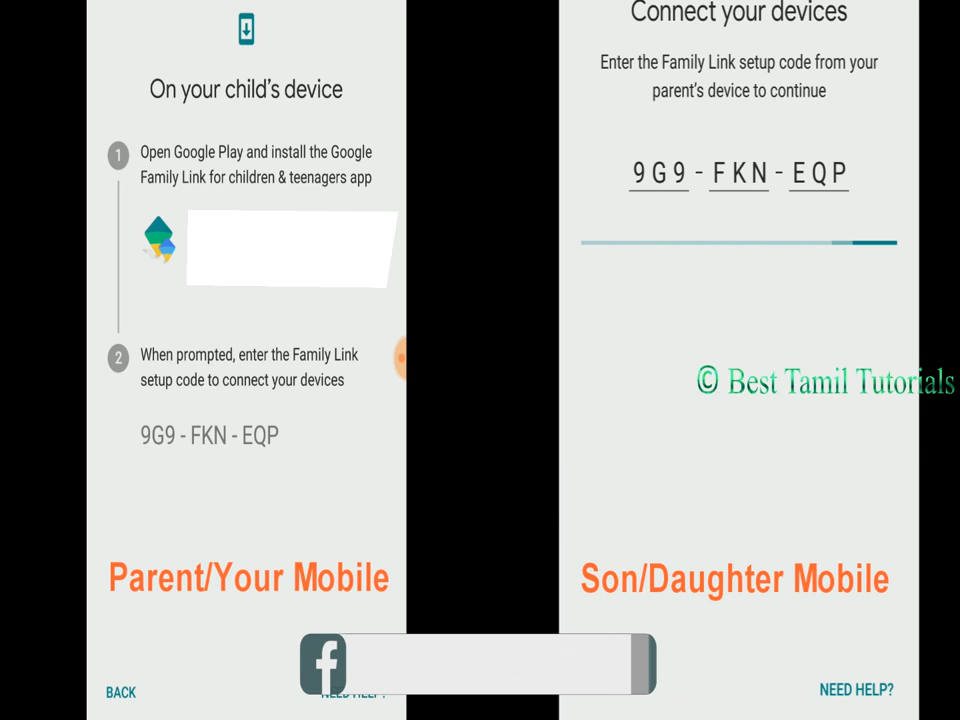 On your child's device
1
Open Google Play and install the Google
Family Link for children & teenagers app
2
When prompted, enter the Family Link
setup code to connect your devices
9G9 - FKN - EQP
Parent/Your Mobile
BACK
NEED HELP?
Connect your devices
Enter the Family Link setup code from your
parent's device to continue
9G9 - FKN - EQP
© Best Tamil Tutorials
Son/Daughter Mobile
NEED HELP?